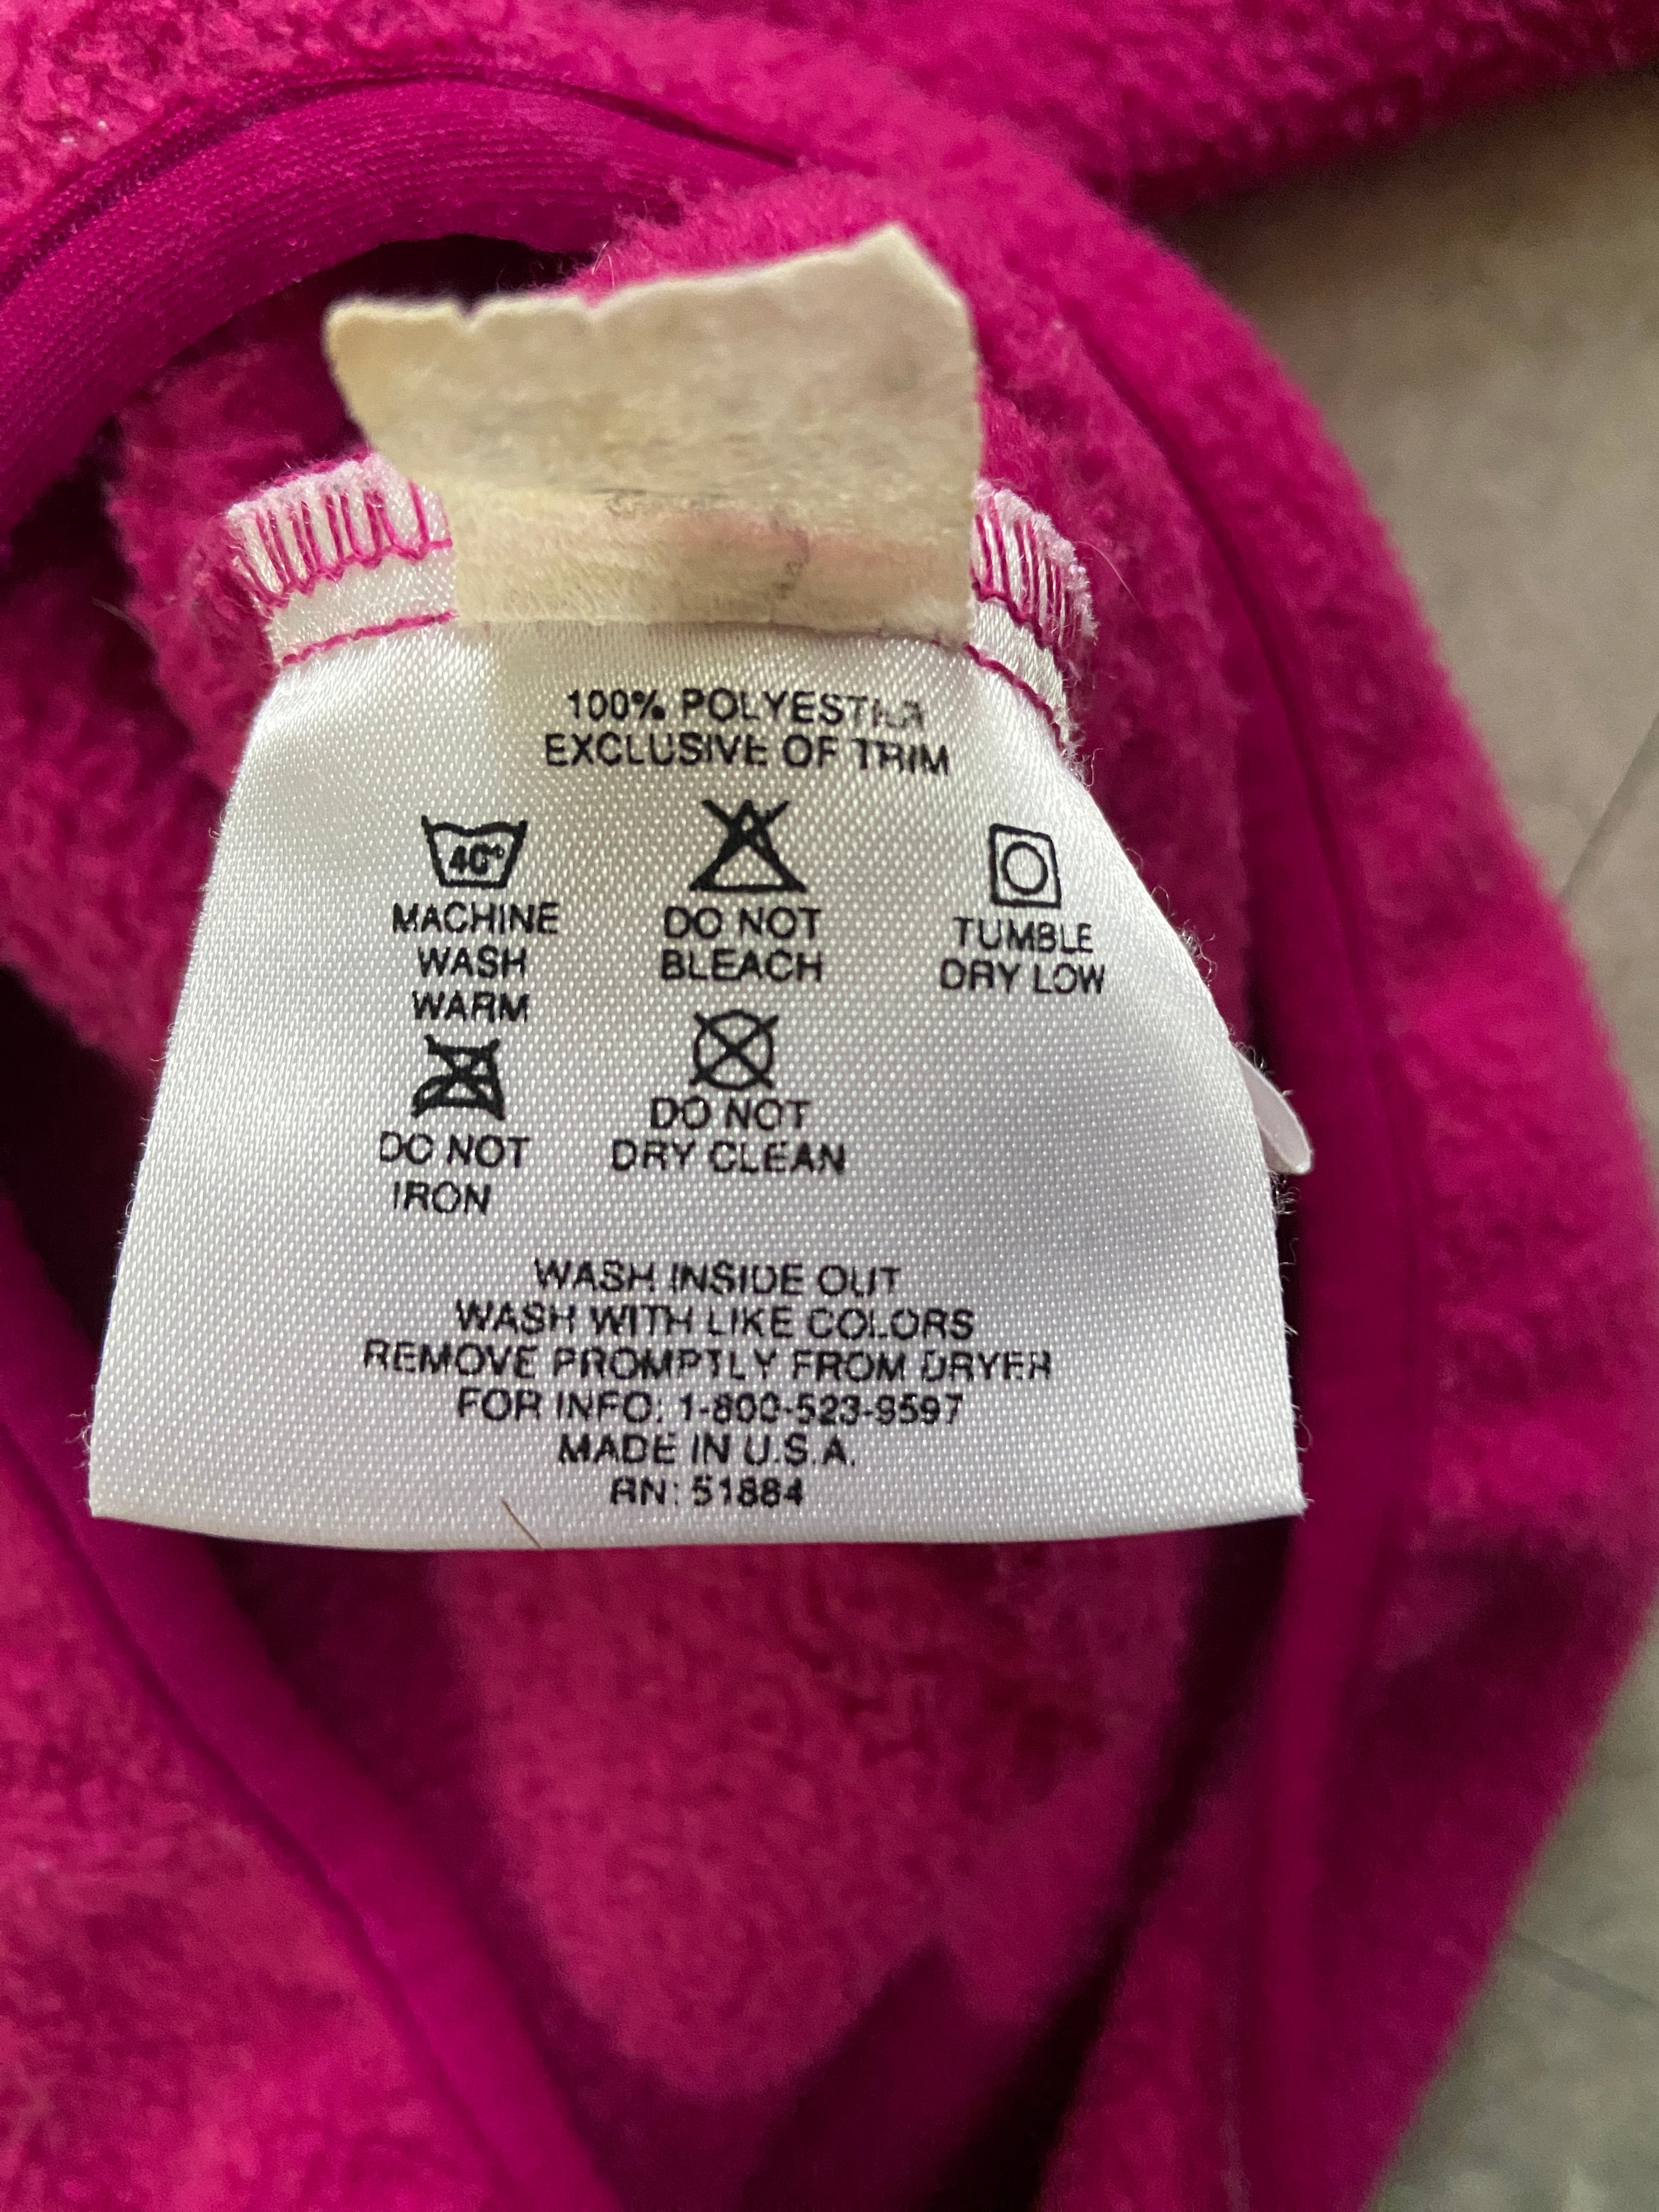 100% POLYESTER
EXCLUSIVE OF TRIM
40°
MACHINE
WASH
WARM
DO NOT
BLEACH
TUMBLE
DRY LOW
DO NOT
IRON
DO NOT
DRY CLEAN
WASH INSIDE OUT
WASH WITH LIKE COLORS
REMOVE PROMPTLY FROM DRYER
FOR INFO: 1-800-523-9597
MADE IN U.S.A.
RN: 51884